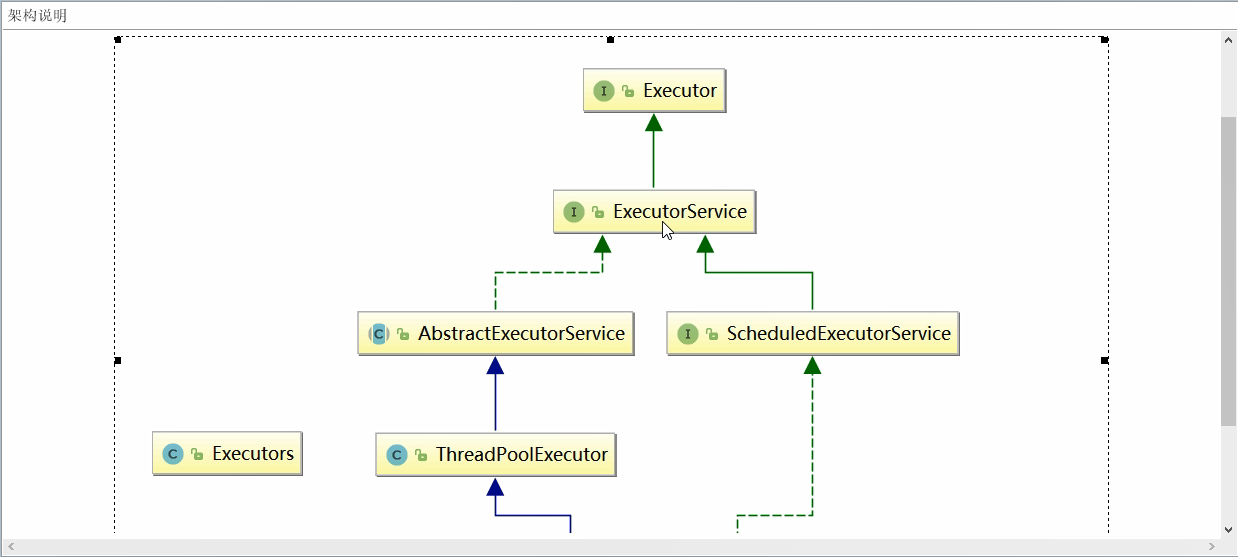 架构说明
I Executor
I ExecutorService
C AbstractExecutorService
I ScheduledExecutorService
C Executors
C ThreadPoolExecutor